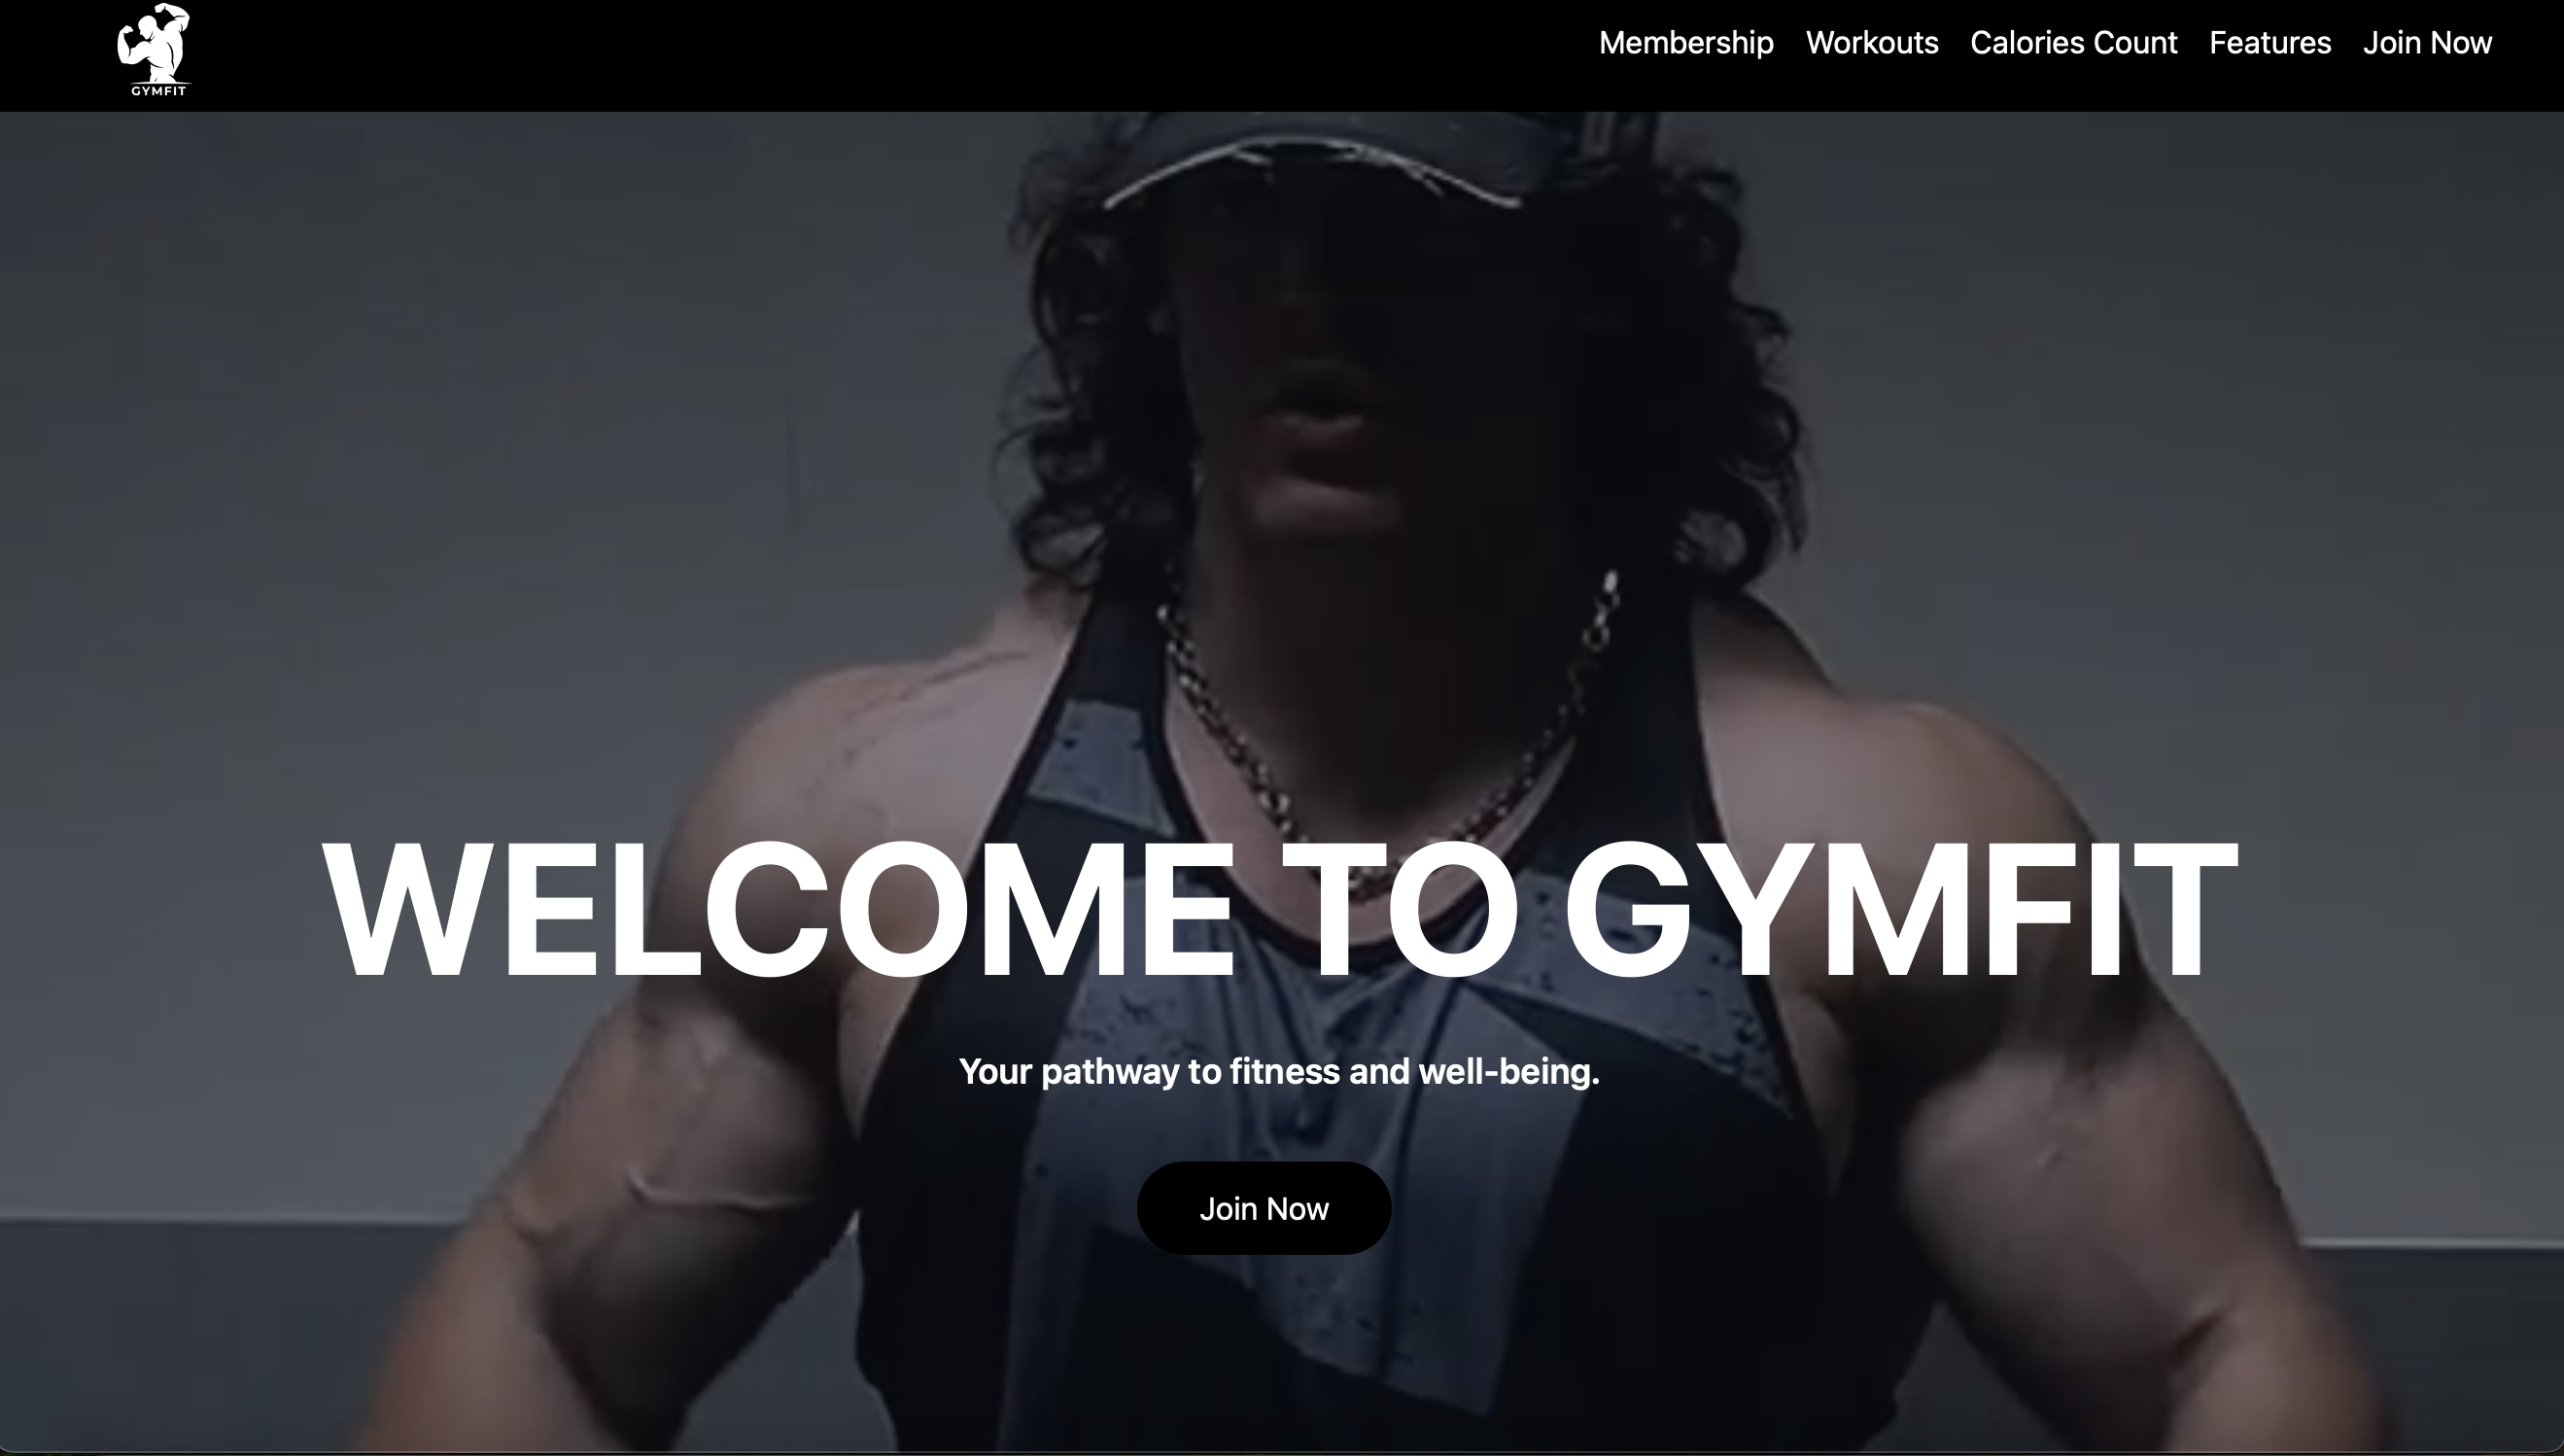 GYMFIT
Membership Workouts Calories Count Features Join Now
WELCOME TO GYMFIT
Your pathway to fitness and well-being.
Join Now